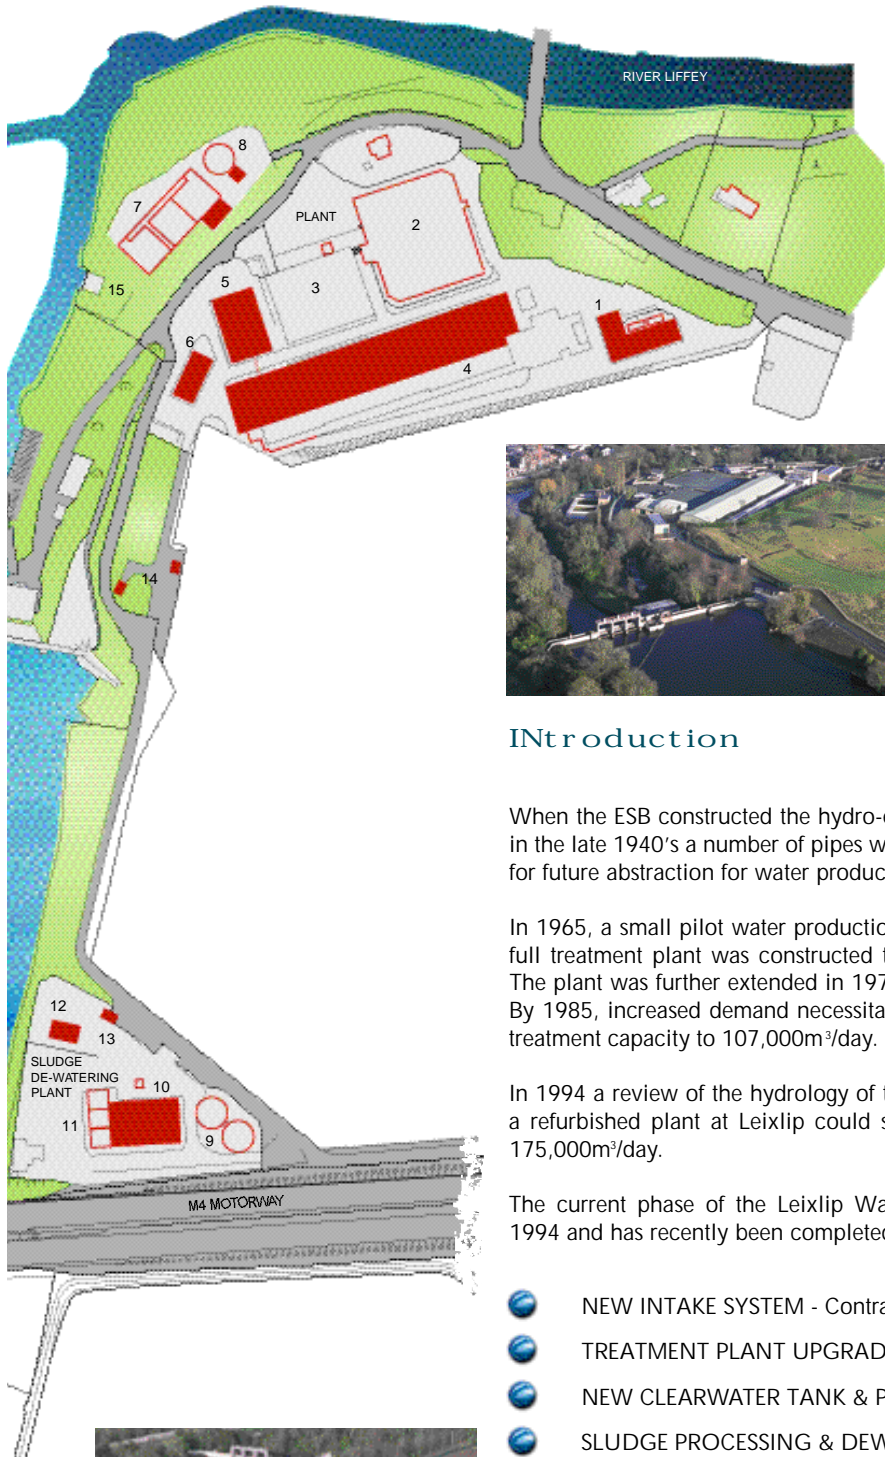 RIVER LIFFEY
8
7
PLANT
2
15
5
3
1
6
4
14
INtroduction
When the ESB constructed the hydro-
in the late 1940's a number of pipes w
for future abstraction for water produc
In 1965, a small pilot water productio
full treatment plant was constructed t
The plant was further extended in 197
By 1985, increased demand necessita
treatment capacity to 107,000m³/day.
In 1994 a review of the hydrology of t
a refurbished plant at Leixlip could s
175,000m³/day.
The current phase of the Leixlip Wa
1994 and has recently been completed
12
13
SLUDGE
DE-WATERING
PLANT
10
11
9
M4 MOTORWAY
NEW INTAKE SYSTEM - Contra
TREATMENT PLANT UPGRAD
NEW CLEARWATER TANK & P
SLUDGE PROCESSING & DEW